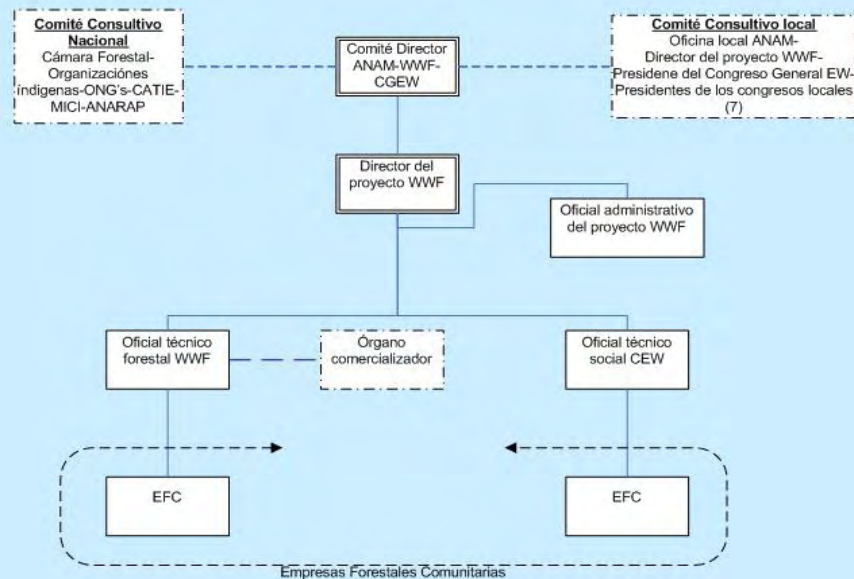 Comité Consultivo
Nacional
Cámara Forestal-
Organizaciónes
índigenas-ONG's-CATIE-
MICI-ANARAP
Comité Director
ANAM-WWF-
CGEW
Comité Consultivo local
Oficina local ANAM-
Director del proyecto WWF-
Presidene del Congreso General EW-
Presidentes de los congresos locales
(7)
Director del
proyecto WWF
Oficial administrativo
del proyecto WWF
Oficial técnico
forestal WWF
Órgano
comercializador
Oficial técnico
social CEW
EFC
EFC
Empresas Forestales Comunitarias